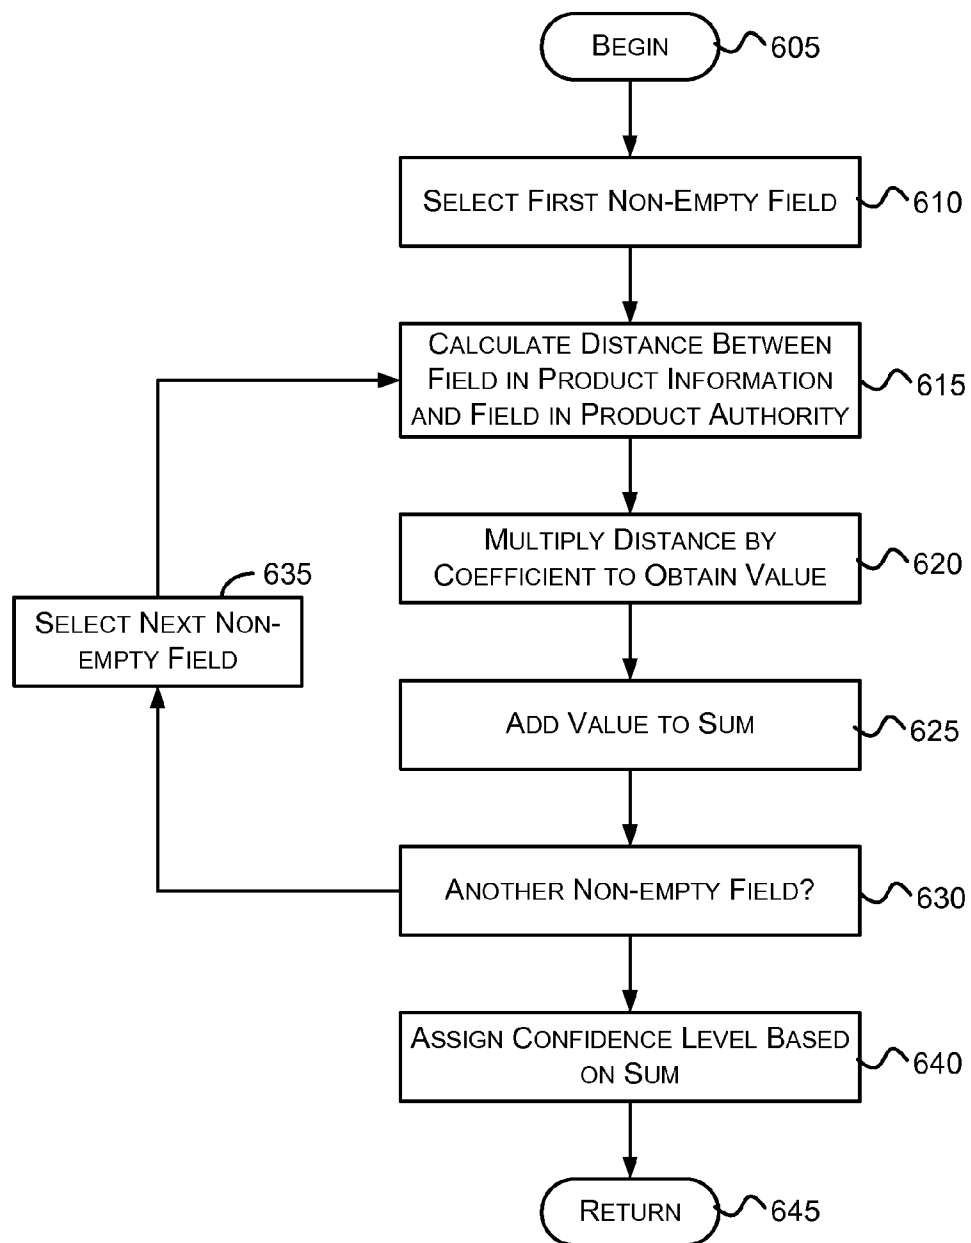 BEGIN
605
SELECT FIRST NON-EMPTY FIELD
610
CALCULATE DISTANCE BETWEEN
FIELD IN PRODUCT INFORMATION
AND FIELD IN PRODUCT AUTHORITY
615
MULTIPLY DISTANCE BY
COEFFICIENT TO OBTAIN VALUE
620
635
SELECT NEXT NON-
EMPTY FIELD
ADD VALUE TO SUM
625
ANOTHER NON-EMPTY FIELD?
630
ASSIGN CONFIDENCE LEVEL BASED
ON SUM
640
RETURN
645